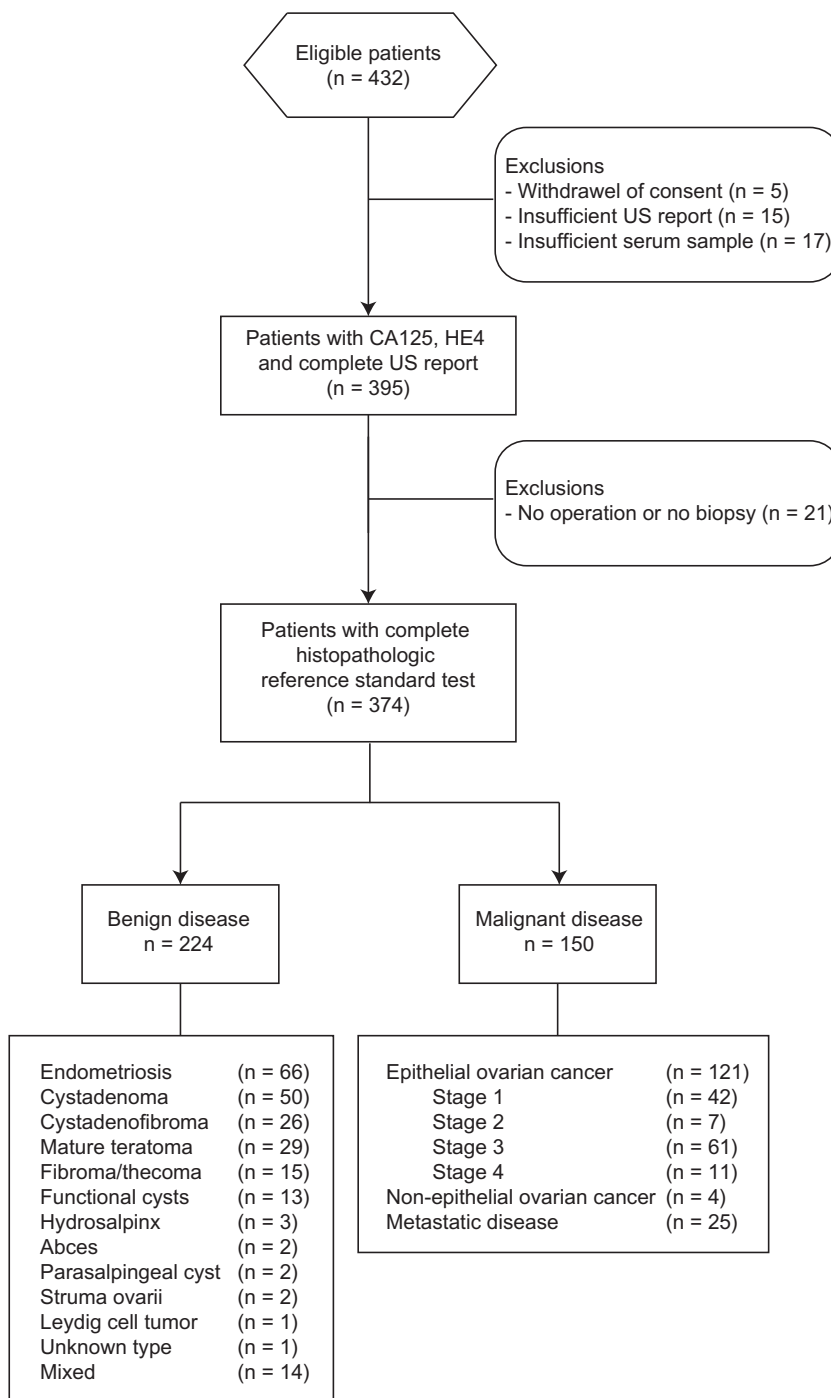 Eligible patients
(n = 432)
Exclusions
- Withdrawel of consent (n = 5)
- Insufficient US report (n = 15)
- Insufficient serum sample (n = 17)
Patients with CA125, HE4
and complete US report
(n = 395)
Exclusions
- No operation or no biopsy (n = 21)
Patients with complete
histopathologic
reference standard test
(n = 374)
Benign disease
n = 224
Malignant disease
n = 150
Endometriosis (n = 66)
Cystadenoma (n = 50)
Cystadenofibroma (n = 26)
Mature teratoma (n = 29)
Fibroma/thecoma (n = 15)
Functional cysts (n = 13)
Hydrosalpinx (n = 3)
Abces (n = 2)
Parasalpingeal cyst (n = 2)
Struma ovarii (n = 2)
Leydig cell tumor (n = 1)
Unknown type (n = 1)
Mixed (n = 14)
Epithelial ovarian cancer (n = 121)
Stage 1 (n = 42)
Stage 2 (n = 7)
Stage 3 (n = 61)
Stage 4 (n = 11)
Non-epithelial ovarian cancer (n = 4)
Metastatic disease (n = 25)